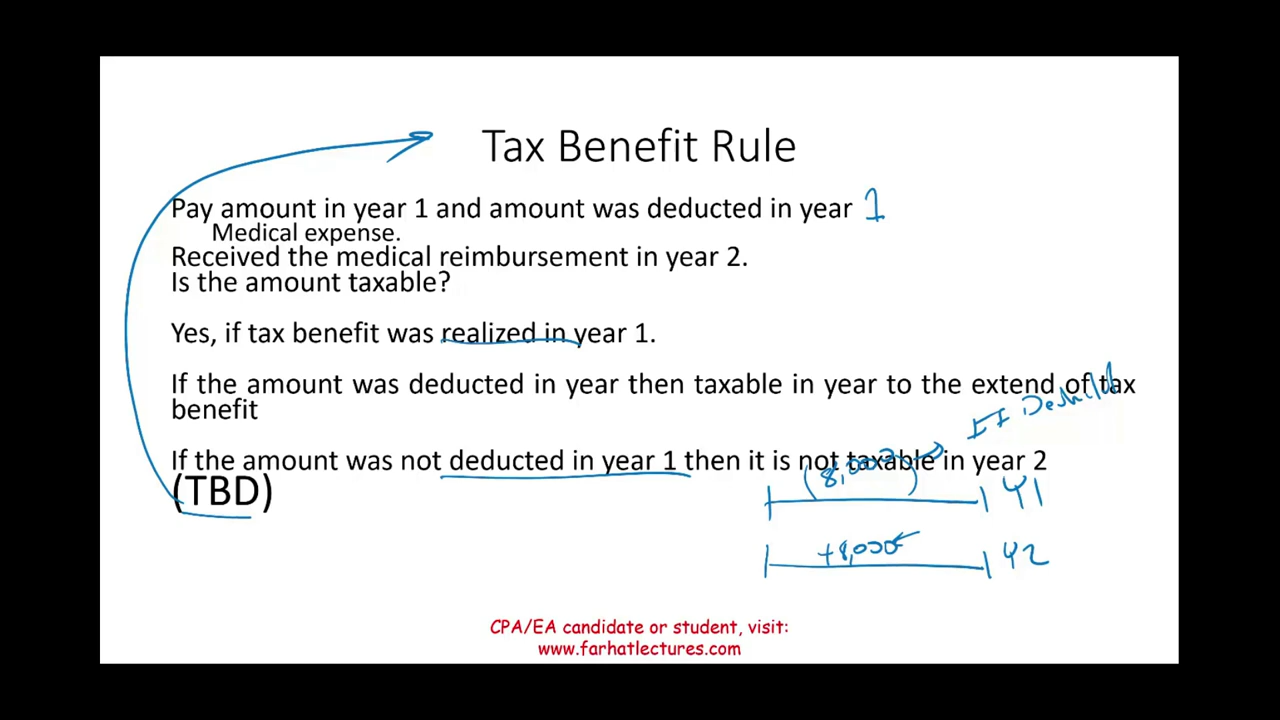 Tax Benefit Rule
Pay amount in year 1 and amount was deducted in year 1
Medical expense.
Received the medical reimbursement in year 2.
Is the amount taxable?
Yes, if tax benefit was realized in year 1.
If the amount was deducted in year then taxable in year to the extend of tax
benefit
If
If the amount was not deducted in year 1 then it is not taxable in year 2
(TBD)
(8,000) Y1
+8,000 Y2
CPA/EA candidate or student, visit:
www.farhatlectures.com